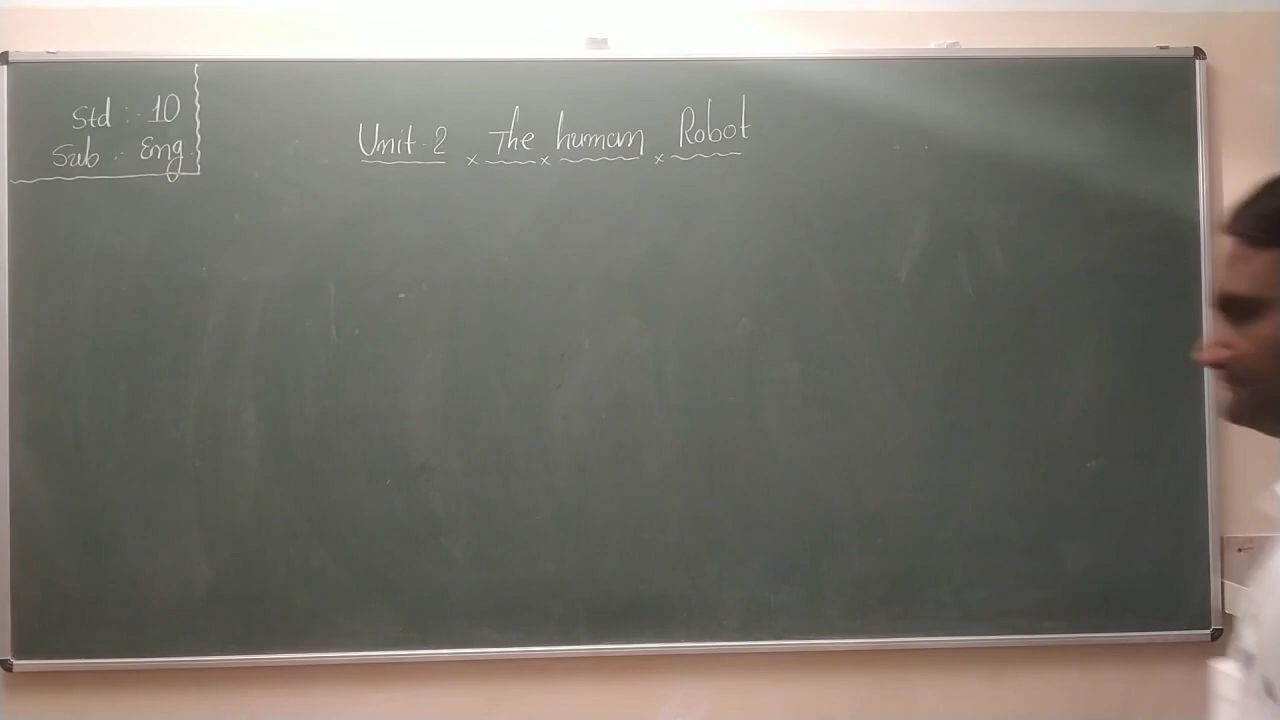 Std :- 10
Sub :- Eng.
Unit-2 The human Robot